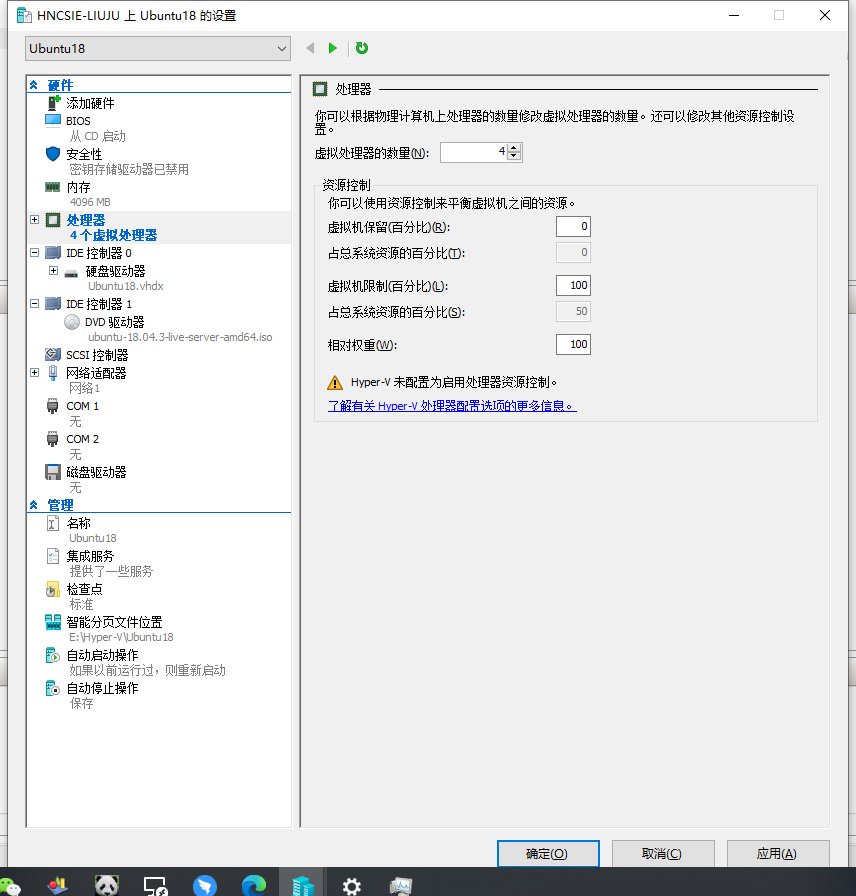 HNCSIE-LIUJU 上 Ubuntu18 的设置
Ubuntu18
硬件
添加硬件
BIOS
从 CD 启动
安全性
密钥存储驱动器已禁用
内存
4096 MB
处理器
4 个虚拟处理器
IDE 控制器 0
硬盘驱动器
Ubuntu18.vhdx
IDE 控制器 1
DVD 驱动器
ubuntu-18.04.3-live-server-amd64.iso
SCSI 控制器
网络适配器
网络1
COM 1
无
COM 2
无
磁盘驱动器
无
管理
名称
Ubuntu18
集成服务
提供了一些服务
检查点
标准
智能分页文件位置
E:\Hyper-V\Ubuntu18
自动启动操作
如果以前运行过，则重新启动
自动停止操作
保存
处理器
你可以根据物理计算机上处理器的数量修改虚拟处理器的数量。还可以修改其他资源控制设
置。
虚拟处理器的数量(N): 4
资源控制
你可以使用资源控制来平衡虚拟机之间的资源。
虚拟机保留(百分比)(R): 0
占总系统资源的百分比(T): 0
虚拟机限制(百分比)(L): 100
占总系统资源的百分比(S): 50
相对权重(W): 100
Hyper-V 未配置为启用处理器资源控制。
了解有关 Hyper-V 处理器配置选项的更多信息。
确定(O) 取消(C) 应用(A)